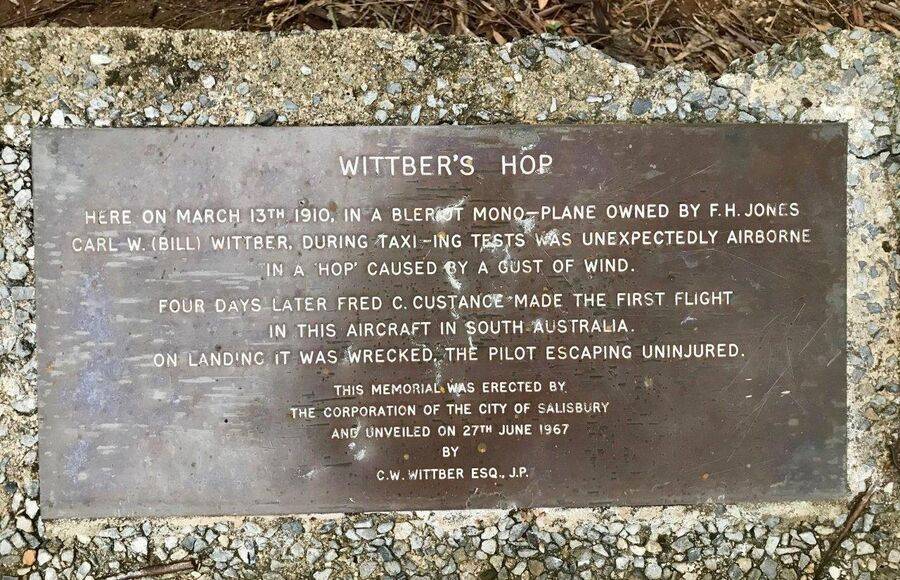 WITTBER'S HOP
HERE ON MARCH 13TH 1910, IN A BLERIOT MONO-PLANE OWNED BY F.H. JONES
CARL W. (BILL) WITTBER, DURING TAXI-ING TESTS WAS UNEXPECTEDLY AIRBORNE
IN A 'HOP' CAUSED BY A GUST OF WIND.
FOUR DAYS LATER FRED C. CUSTANCE MADE THE FIRST FLIGHT
IN THIS AIRCRAFT IN SOUTH AUSTRALIA.
ON LANDING IT WAS WRECKED, THE PILOT ESCAPING UNINJURED.
THIS MEMORIAL WAS ERECTED BY
THE CORPORATION OF THE CITY OF SALISBURY
AND UNVEILED ON 27TH JUNE 1967
BY
C.W. WITTBER ESQ., J.P.